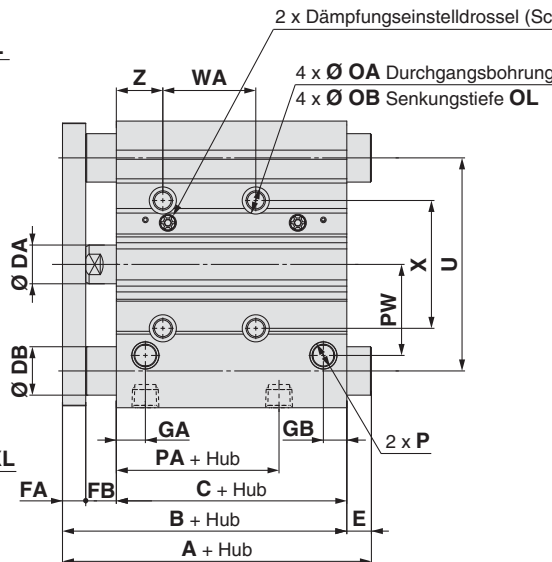 2 x Dämpfungseinstelldrossel (Sc
Z
WA
4 x Ø OA Durchgangsbohrung
4 x Ø OB Senkungstiefe OL
Ø DA
X
U
PW
Ø DB
GA
GB
2 x P
PA + Hub
FA
FB
C + Hub
B + Hub
E
A + Hub